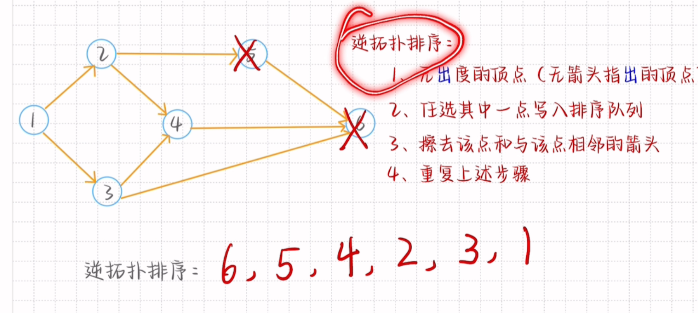 逆拓扑排序：
1、无出度的顶点（无箭头指出的顶点
2、任选其中一点写入排序队列
3、擦去该点和与该点相邻的箭头
4、重复上述步骤
1
2
3
4
5
6
逆拓扑排序： 6, 5, 4, 2, 3, 1